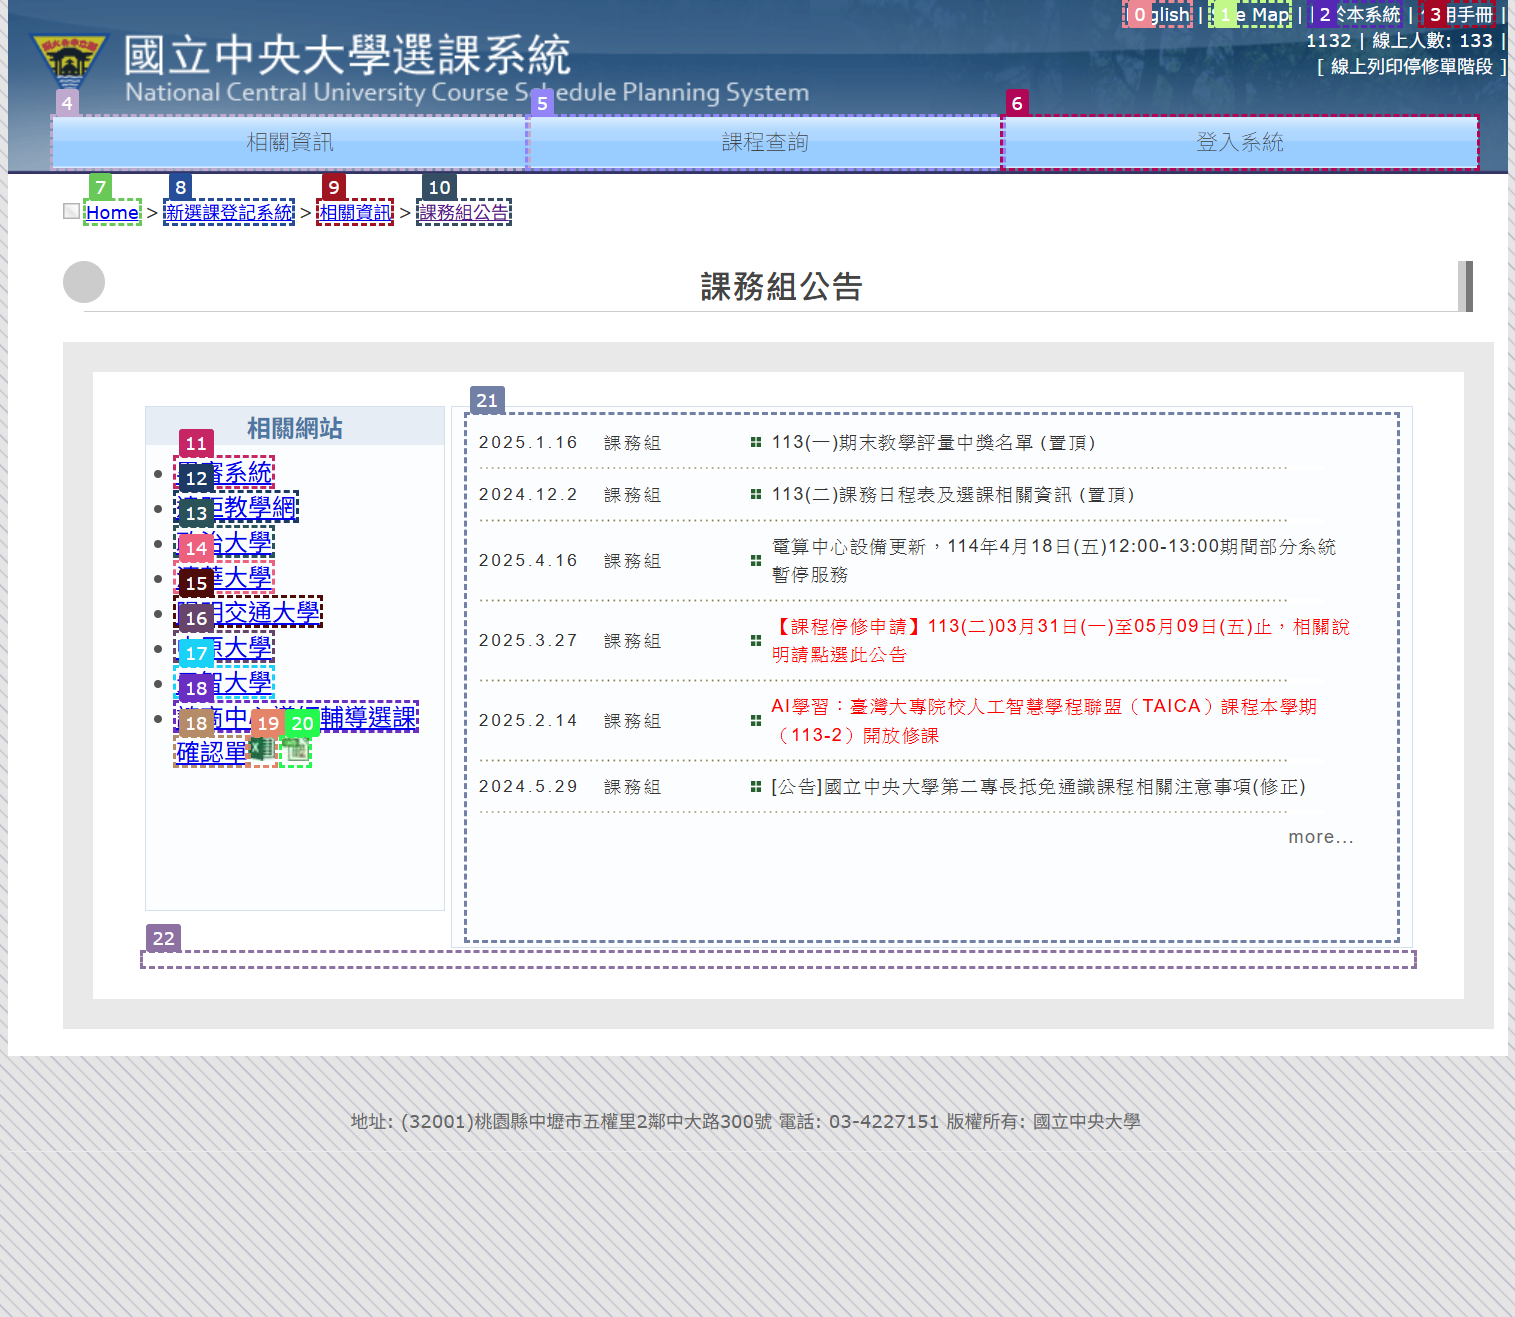 English | Site Map | 關於本系統 | 使用手冊 |
1132 | 線上人數: 133 |
[ 線上列印停修單階段 ]
國立中央大學選課系統
National Central University Course Schedule Planning System
0
1
2
3
4
5
6
相關資訊
課程查詢
登入系統
7
8
9
10
Home > 新選課登記系統 > 相關資訊 > 課務組公告
課務組公告
相關網站
11
審系統
12
教學網
13
政治大學
14
清華大學
15
陽明交通大學
16
中原大學
17
元智大學
18
輔導選課
18
19
20
確認單
21
2025.1.16 課務組 113(一)期末教學評量中獎名單 (置頂)
2024.12.2 課務組 113(二)課務日程表及選課相關資訊 (置頂)
2025.4.16 課務組 電算中心設備更新，114年4月18日(五)12:00-13:00期間部分系統
暫停服務
2025.3.27 課務組 【課程停修申請】113(二)03月31日(一)至05月09日(五)止，相關說
明請點選此公告
2025.2.14 課務組 AI學習：臺灣大專院校人工智慧學程聯盟（TAICA）課程本學期
（113-2）開放修課
2024.5.29 課務組 [公告]國立中央大學第二專長抵免通識課程相關注意事項(修正)
more...
22
地址: (32001)桃園縣中壢市五權里2鄰中大路300號 電話: 03-4227151 版權所有: 國立中央大學